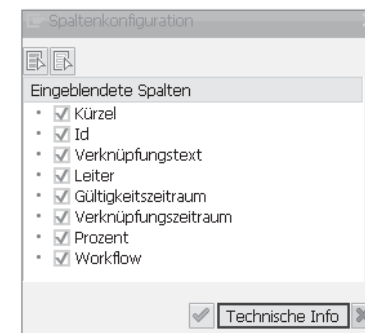 Spaltenkonfiguration
Eingeblendete Spalten
Kürzel
Id
Verknüpfungstext
Leiter
Gültigkeitszeitraum
Verknüpfungszeitraum
Prozent
Workflow
Technische Info